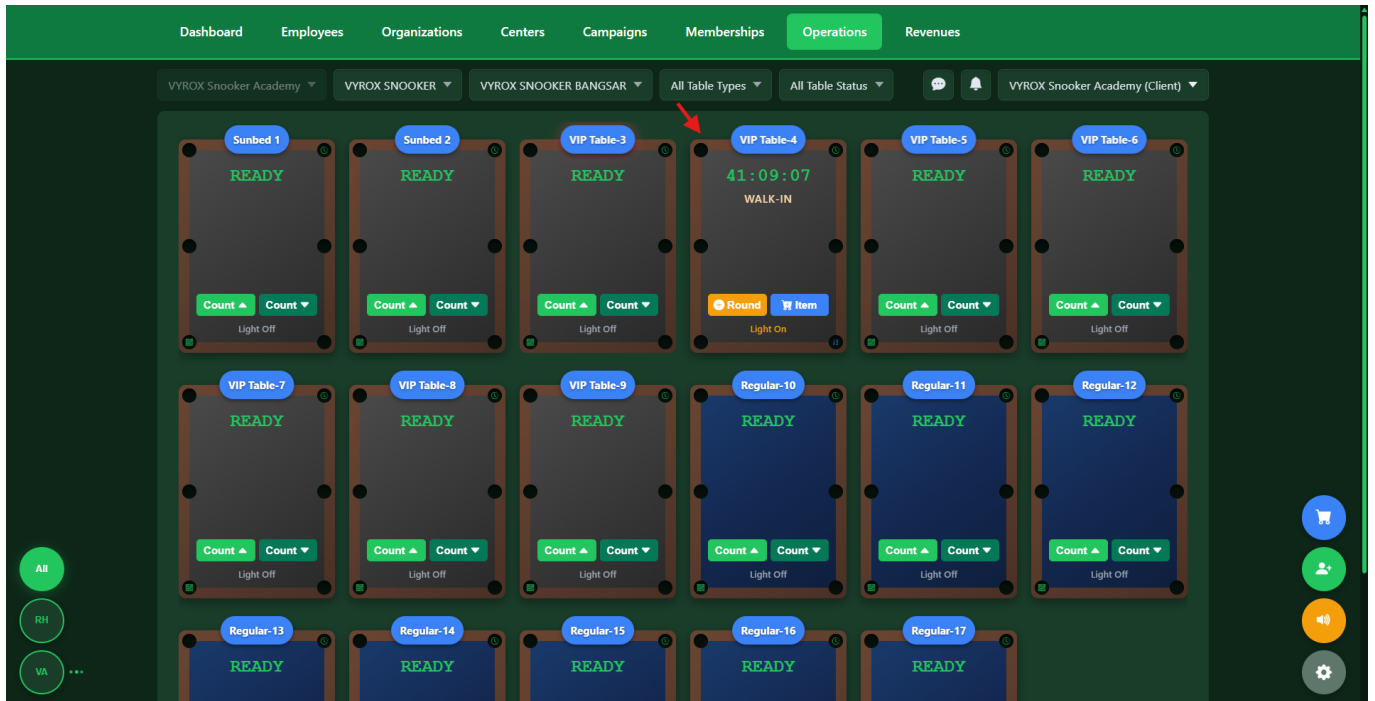 Dashboard Employees Organizations Centers Campaigns Memberships Operations Revenues
VYROX Snooker Academy VYROX SNOOKER VYROX SNOOKER BANGSAR All Table Types All Table Status VYROX Snooker Academy (Client)
Sunbed 1 Sunbed 2 VIP Table-3 VIP Table-4 VIP Table-5 VIP Table-6
READY READY READY 41:09:07 READY READY
WALK-IN
Count Count Count Count Count Count Round Item Count Count Count Count
Light Off Light Off Light Off Light On Light Off Light Off
VIP Table-7 VIP Table-8 VIP Table-9 Regular-10 Regular-11 Regular-12
READY READY READY READY READY READY
Count Count Count Count Count Count Count Count Count Count Count Count
Light Off Light Off Light Off Light Off Light Off Light Off
All
RH
Regular-13 Regular-14 Regular-15 Regular-16 Regular-17
READY READY READY READY READY
VA